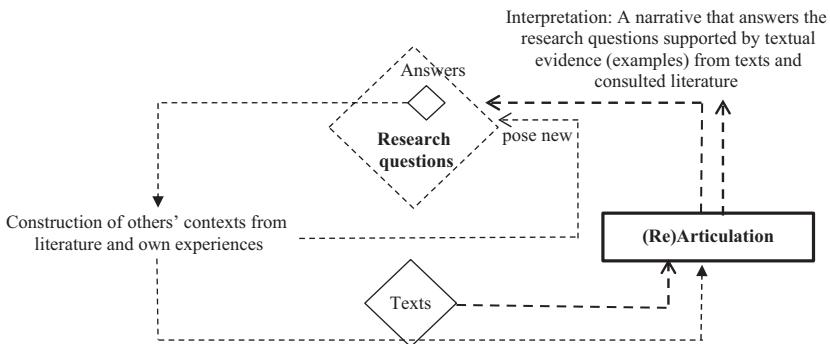 Interpretation: A narrative that answers the
research questions supported by textual
evidence (examples) from texts and
consulted literature
Answers
Research
questions
pose new
Construction of others’ contexts from
literature and own experiences
(Re)Articulation
Texts